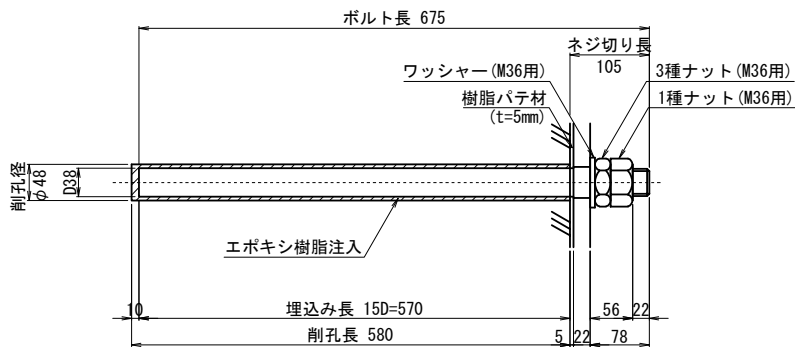 ボルト長 675
ネジ切り長
105
ワッシャー(M36用)
3種ナット(M36用)
樹脂パテ材
(t=5mm)
1種ナット(M36用)
削孔径
φ48
D38
エポキシ樹脂注入
10
埋込み長 15D=570
56
22
削孔長 580
5
22
78